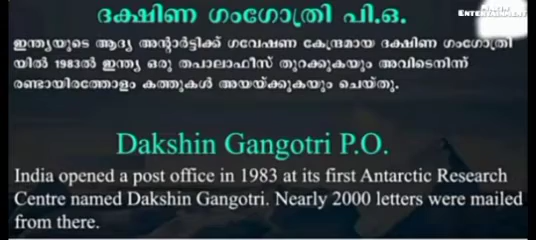 ദക്ഷിണ ഗംഗോത്രി പി.ഒ.
ENTERTAINMENT
ഇന്ത്യയുടെ ആദ്യ അന്റാർട്ടിക്ക് ഗവേഷണ കേന്ദ്രമായ ദക്ഷിണ ഗംഗോത്രി
യിൽ 1983ൽ ഇന്ത്യ ഒരു തപാലാഫീസ് തുറക്കുകയും അവിടെനിന്ന്
രണ്ടായിരത്തോളം കത്തുകൾ അയയ്ക്കുകയും ചെയ്തു.
Dakshin Gangotri P.O.
India opened a post office in 1983 at its first Antarctic Research
Centre named Dakshin Gangotri. Nearly 2000 letters were mailed
from there.